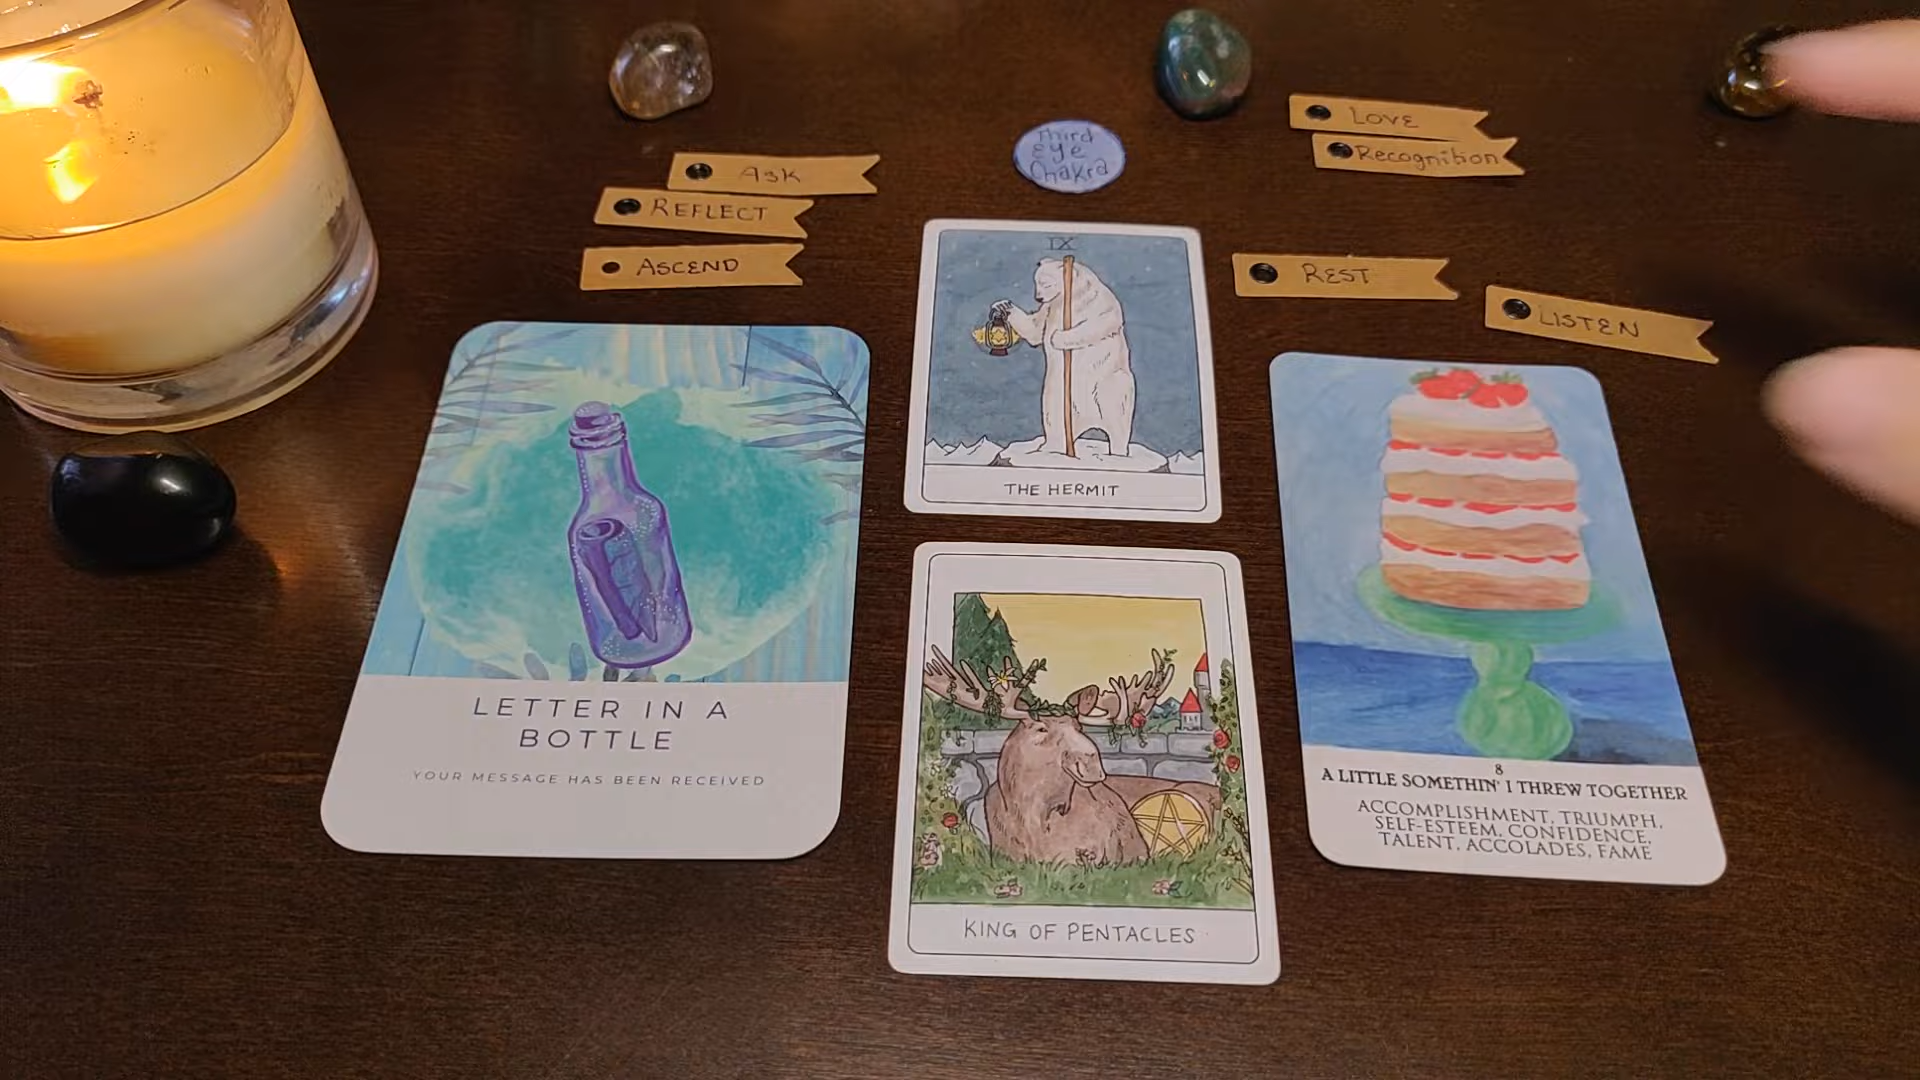 Ask
REFLECT
ASCEND
Third
Eye
Chakra
LOVE
Recognition
REST
LISTEN
IX
THE HERMIT
LETTER IN A
BOTTLE
YOUR MESSAGE HAS BEEN RECEIVED
KING OF PENTACLES
8
A LITTLE SOMETHIN' I THREW TOGETHER
ACCOMPLISHMENT, TRIUMPH,
SELF-ESTEEM, CONFIDENCE,
TALENT, ACCOLADES, FAME